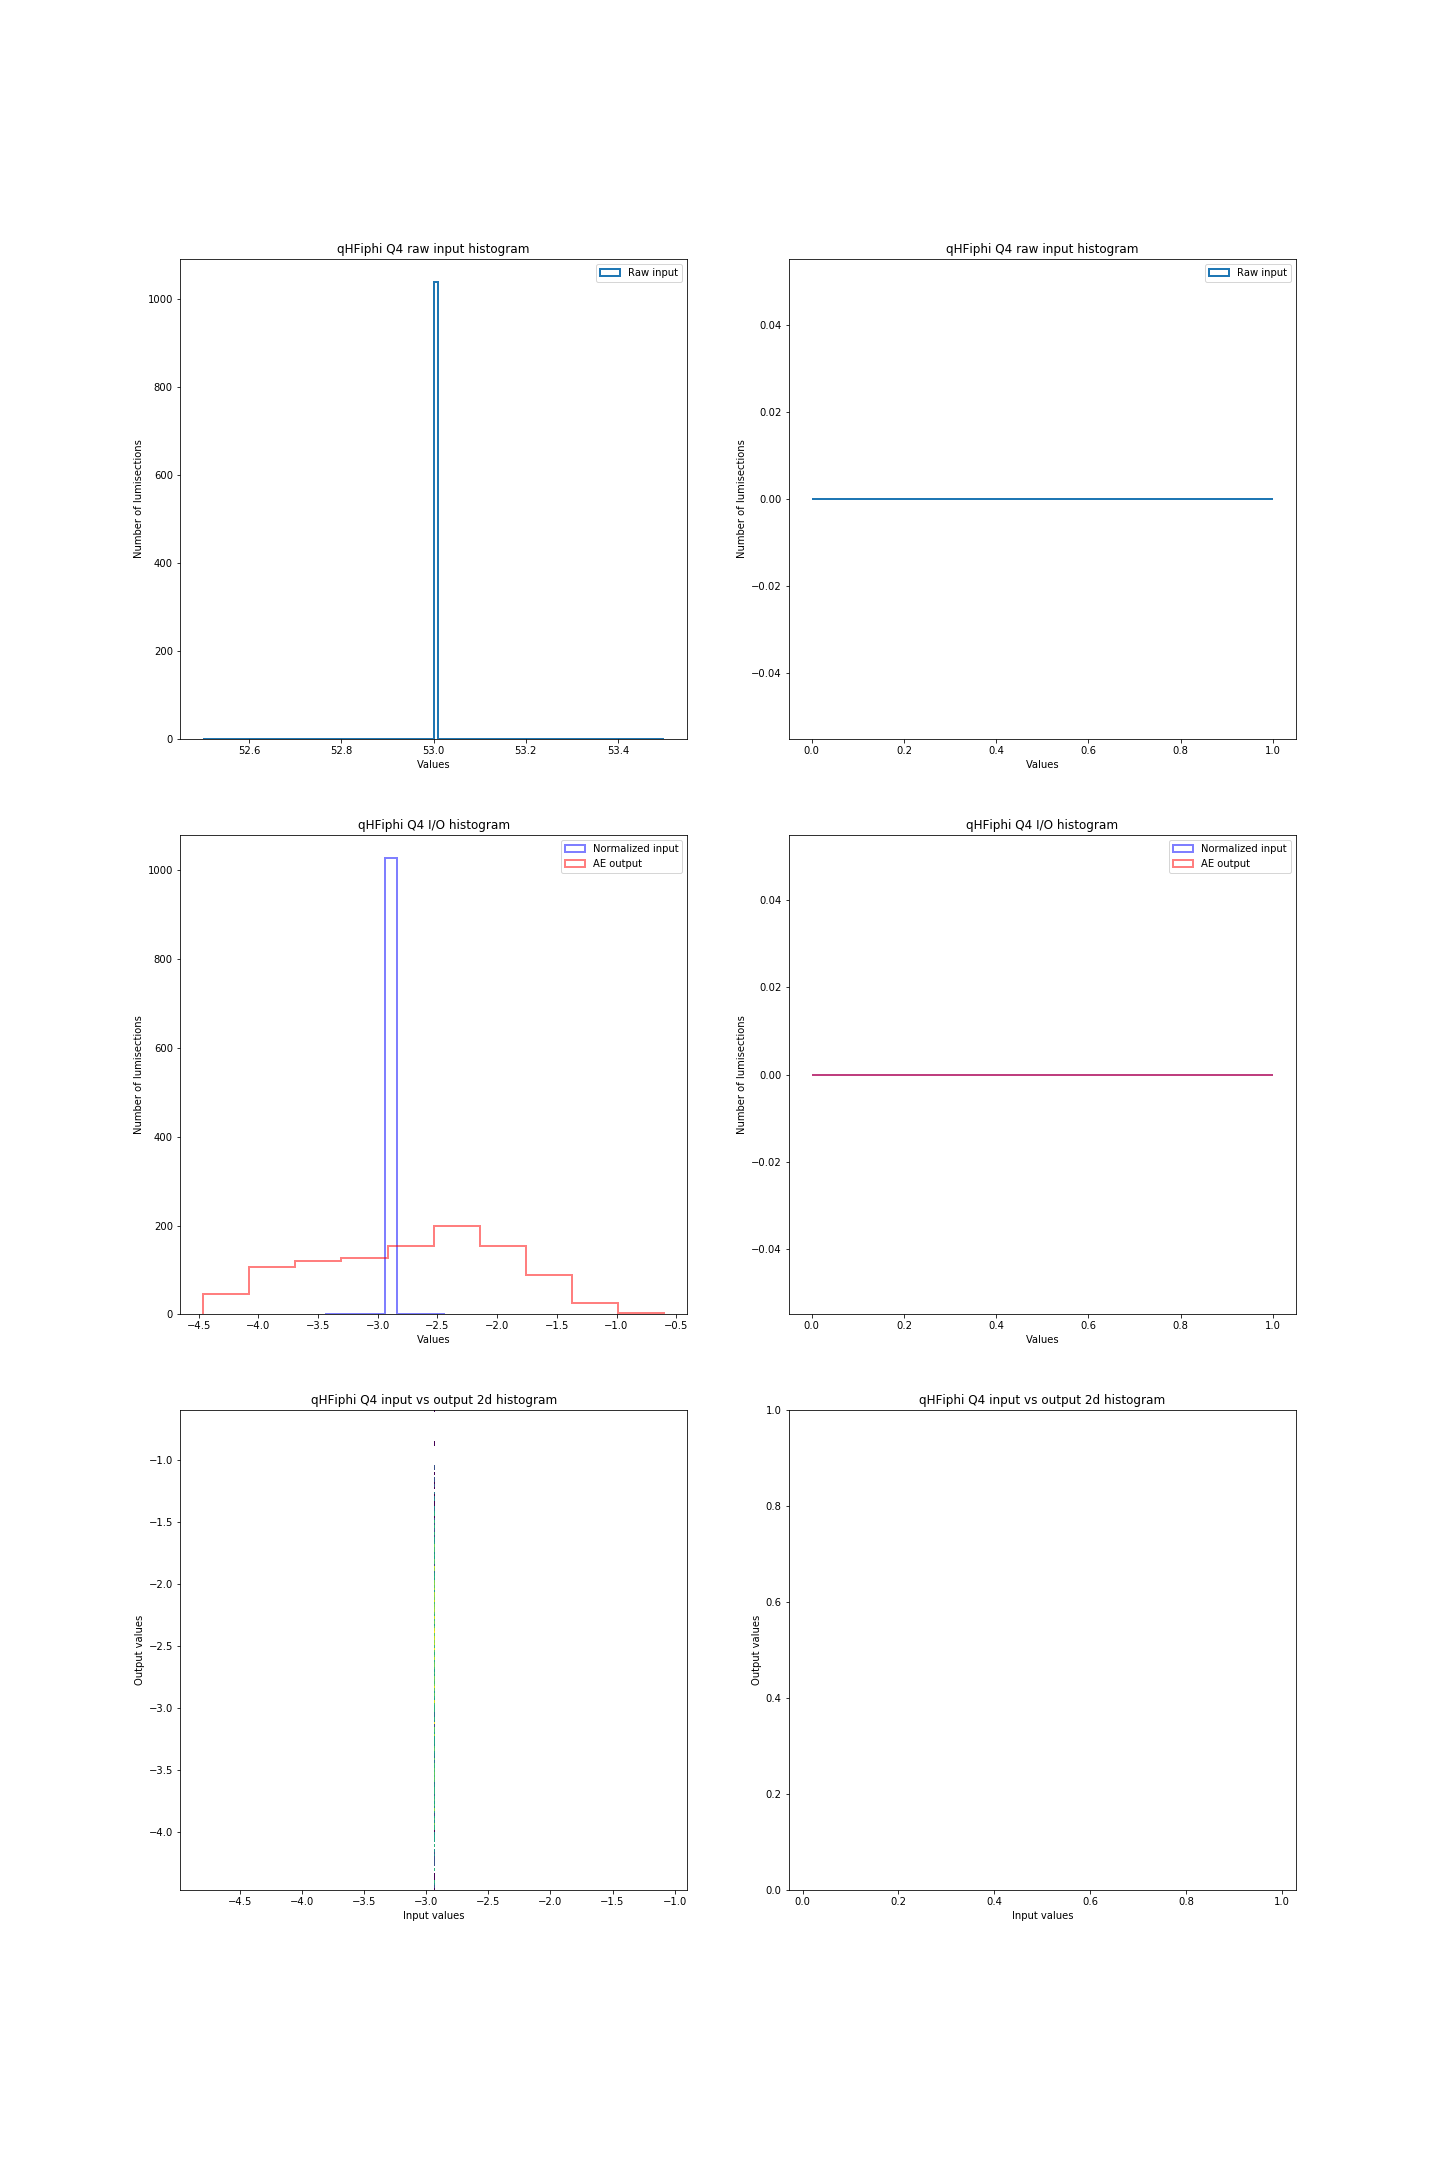 qHFiphi Q4 raw input histogram
Raw input
1000
800
600
400
200
0
Number of lumisections
52.6 52.8 53.0 53.2 53.4
Values
qHFiphi Q4 raw input histogram
Raw input
0.04
0.02
0.00
−0.02
−0.04
Number of lumisections
0.0 0.2 0.4 0.6 0.8 1.0
Values
qHFiphi Q4 I/O histogram
Normalized input
AE output
1000
800
600
400
200
0
Number of lumisections
−4.5 −4.0 −3.5 −3.0 −2.5 −2.0 −1.5 −1.0 −0.5
Values
qHFiphi Q4 I/O histogram
Normalized input
AE output
0.04
0.02
0.00
−0.02
−0.04
Number of lumisections
0.0 0.2 0.4 0.6 0.8 1.0
Values
qHFiphi Q4 input vs output 2d histogram
−1.0
−1.5
−2.0
−2.5
−3.0
−3.5
−4.0
Output values
−4.5 −4.0 −3.5 −3.0 −2.5 −2.0 −1.5 −1.0
Input values
qHFiphi Q4 input vs output 2d histogram
1.0
0.8
0.6
0.4
0.2
0.0
Output values
0.0 0.2 0.4 0.6 0.8 1.0
Input values